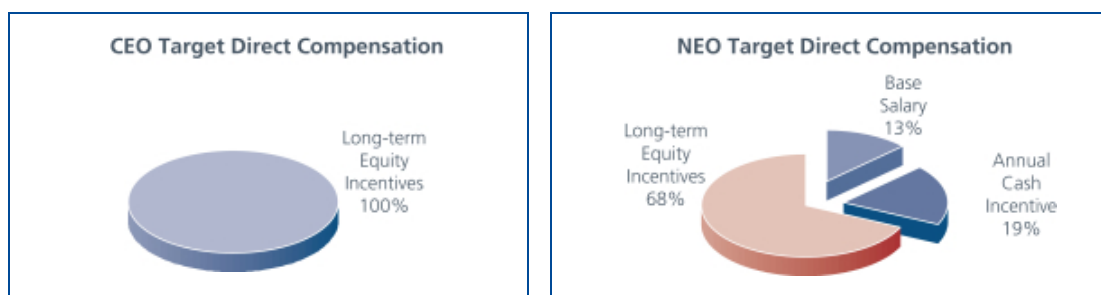 CEO Target Direct Compensation
Long-term
Equity
Incentives
100%
NEO Target Direct Compensation
Base
Salary
13%
Long-term
Equity
Incentives
68%
Annual
Cash
Incentive
19%